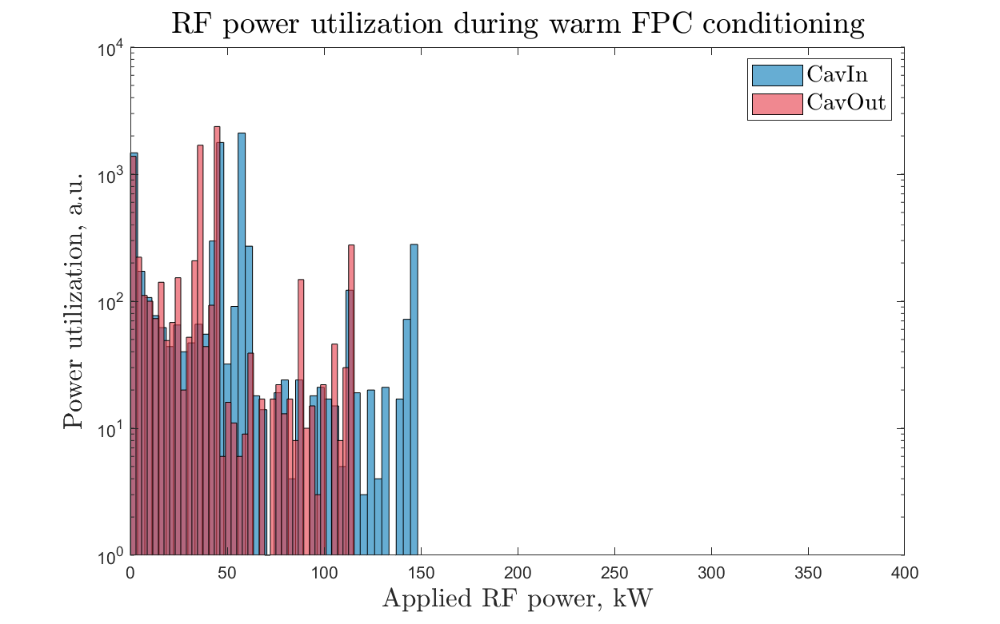 RF power utilization during warm FPC conditioning
10^4
10^3
10^2
10^1
10^0
Power utilization, a.u.
CavIn
CavOut
0 50 100 150 200 250 300 350 400
Applied RF power, kW